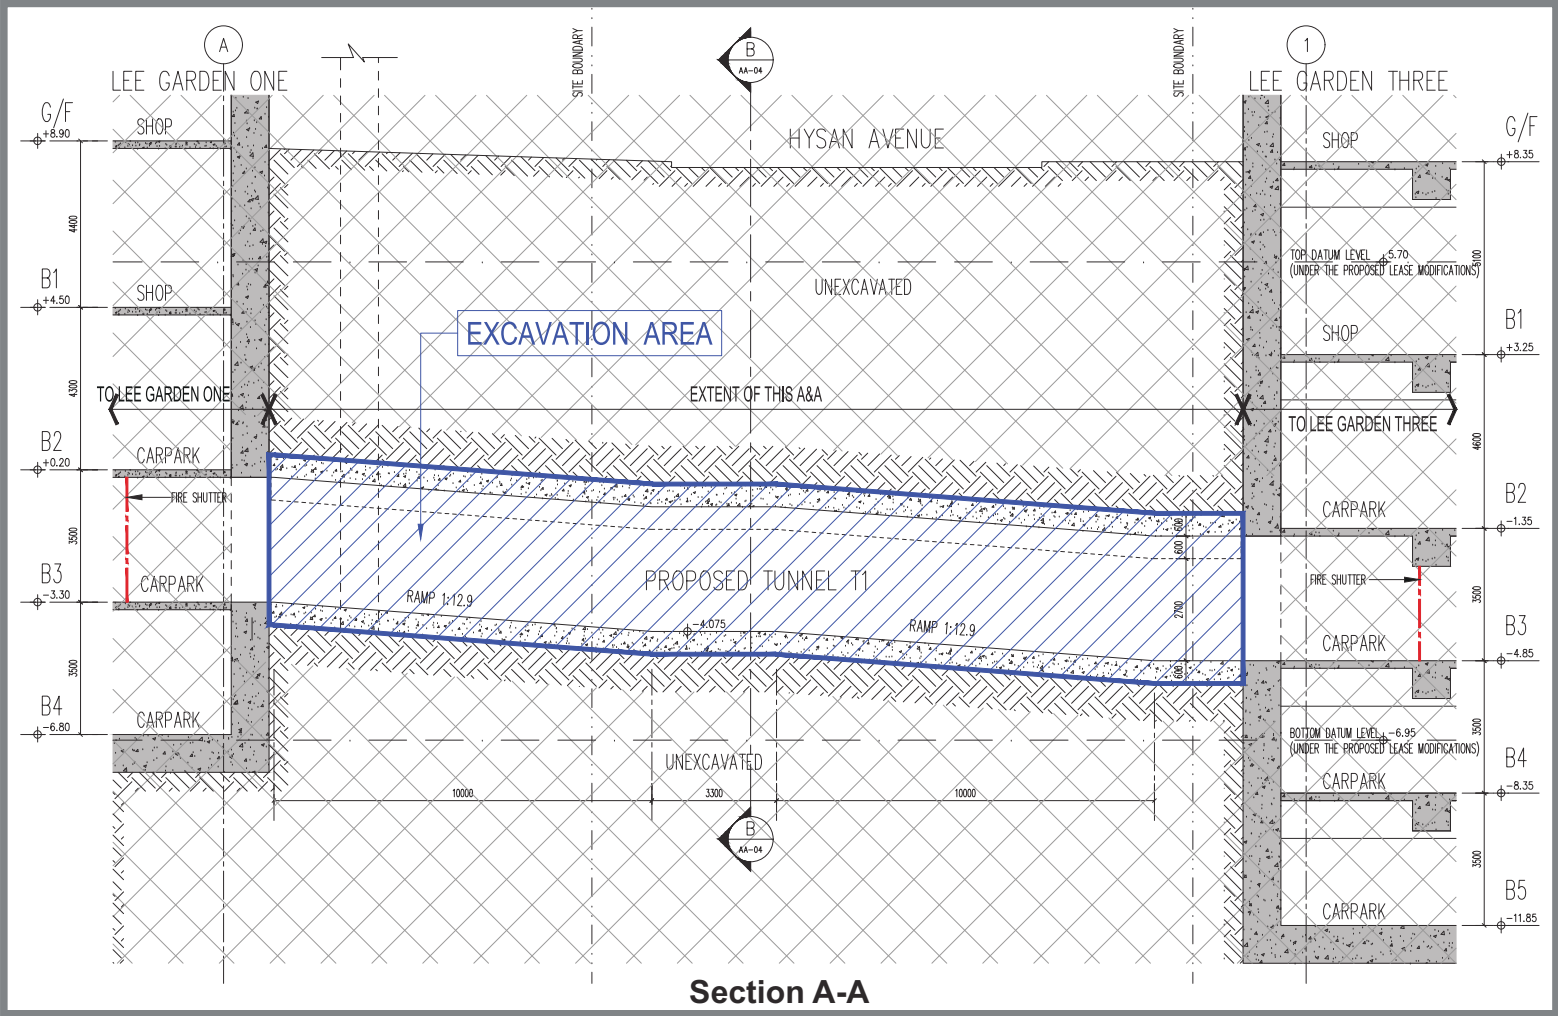 A
B
AA-04
1
SITE BOUNDARY
SITE BOUNDARY
LEE GARDEN ONE
LEE GARDEN THREE
G/F
+8.90
SHOP
HYSAN AVENUE
SHOP
G/F
+8.35
4400
TOP DATUM LEVEL
5.70
(UNDER THE PROPOSED LEASE MODIFICATIONS)
5100
B1
+4.50
SHOP
UNEXCAVATED
EXCAVATION AREA
SHOP
B1
+3.25
4300
TO LEE GARDEN ONE
EXTENT OF THIS A&A
TO LEE GARDEN THREE
4600
B2
+0.20
CARPARK
FIRE SHUTTER
CARPARK
B2
-1.35
3500
600
600
2700
600
PROPOSED TUNNEL T1
FIRE SHUTTER
3500
B3
-3.30
CARPARK
RAMP 1:12.9
-4.075
RAMP 1:12.9
CARPARK
B3
-4.85
3500
B4
-6.80
CARPARK
UNEXCAVATED
BOTTOM DATUM LEVEL
-6.95
(UNDER THE PROPOSED LEASE MODIFICATIONS)
3500
CARPARK
B4
-8.35
10000
3300
10000
B
AA-04
3500
CARPARK
B5
-11.85
Section A-A